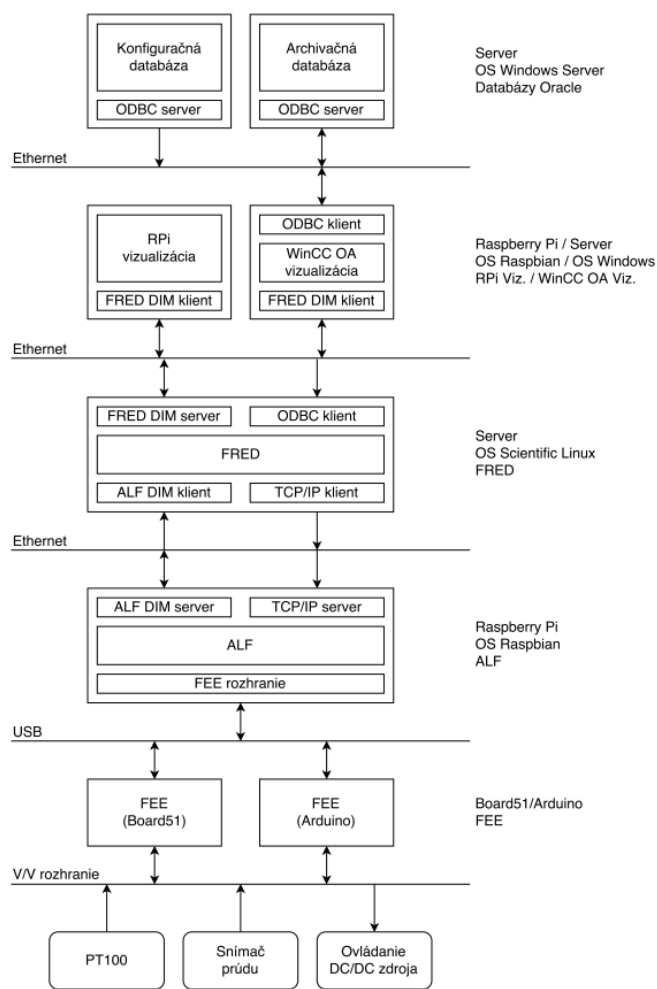 Konfiguračná
databáza
ODBC server
Archivačná
databáza
ODBC server
Server
OS Windows Server
Databázy Oracle
Ethernet
RPi
vizualizácia
FRED DIM klient
ODBC klient
WinCC OA
vizualizácia
FRED DIM klient
Raspberry Pi / Server
OS Raspbian / OS Windows
RPi Viz. / WinCC OA Viz.
Ethernet
FRED DIM server
ODBC klient
FRED
ALF DIM klient
TCP/IP klient
Server
OS Scientific Linux
FRED
Ethernet
ALF DIM server
TCP/IP server
ALF
FEE rozhranie
Raspberry Pi
OS Raspbian
ALF
USB
FEE
(Board51)
FEE
(Arduino)
Board51/Arduino
FEE
V/V rozhranie
PT100
Snímač
prúdu
Ovládanie
DC/DC zdroja